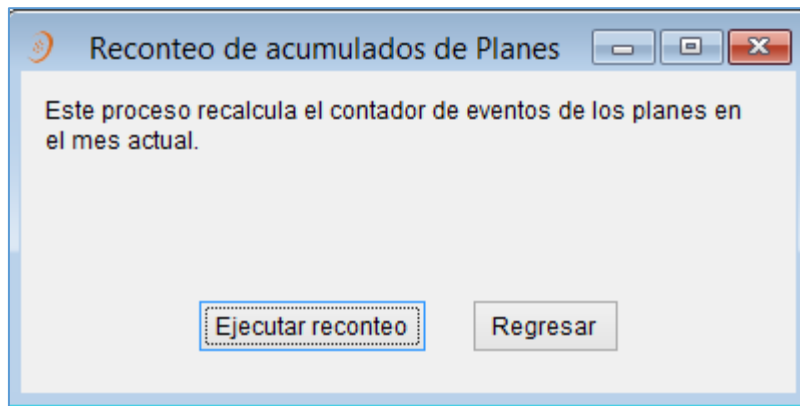 Reconteo de acumulados de Planes
Este proceso recalcula el contador de eventos de los planes en
el mes actual.
Ejecutar reconteo
Regresar